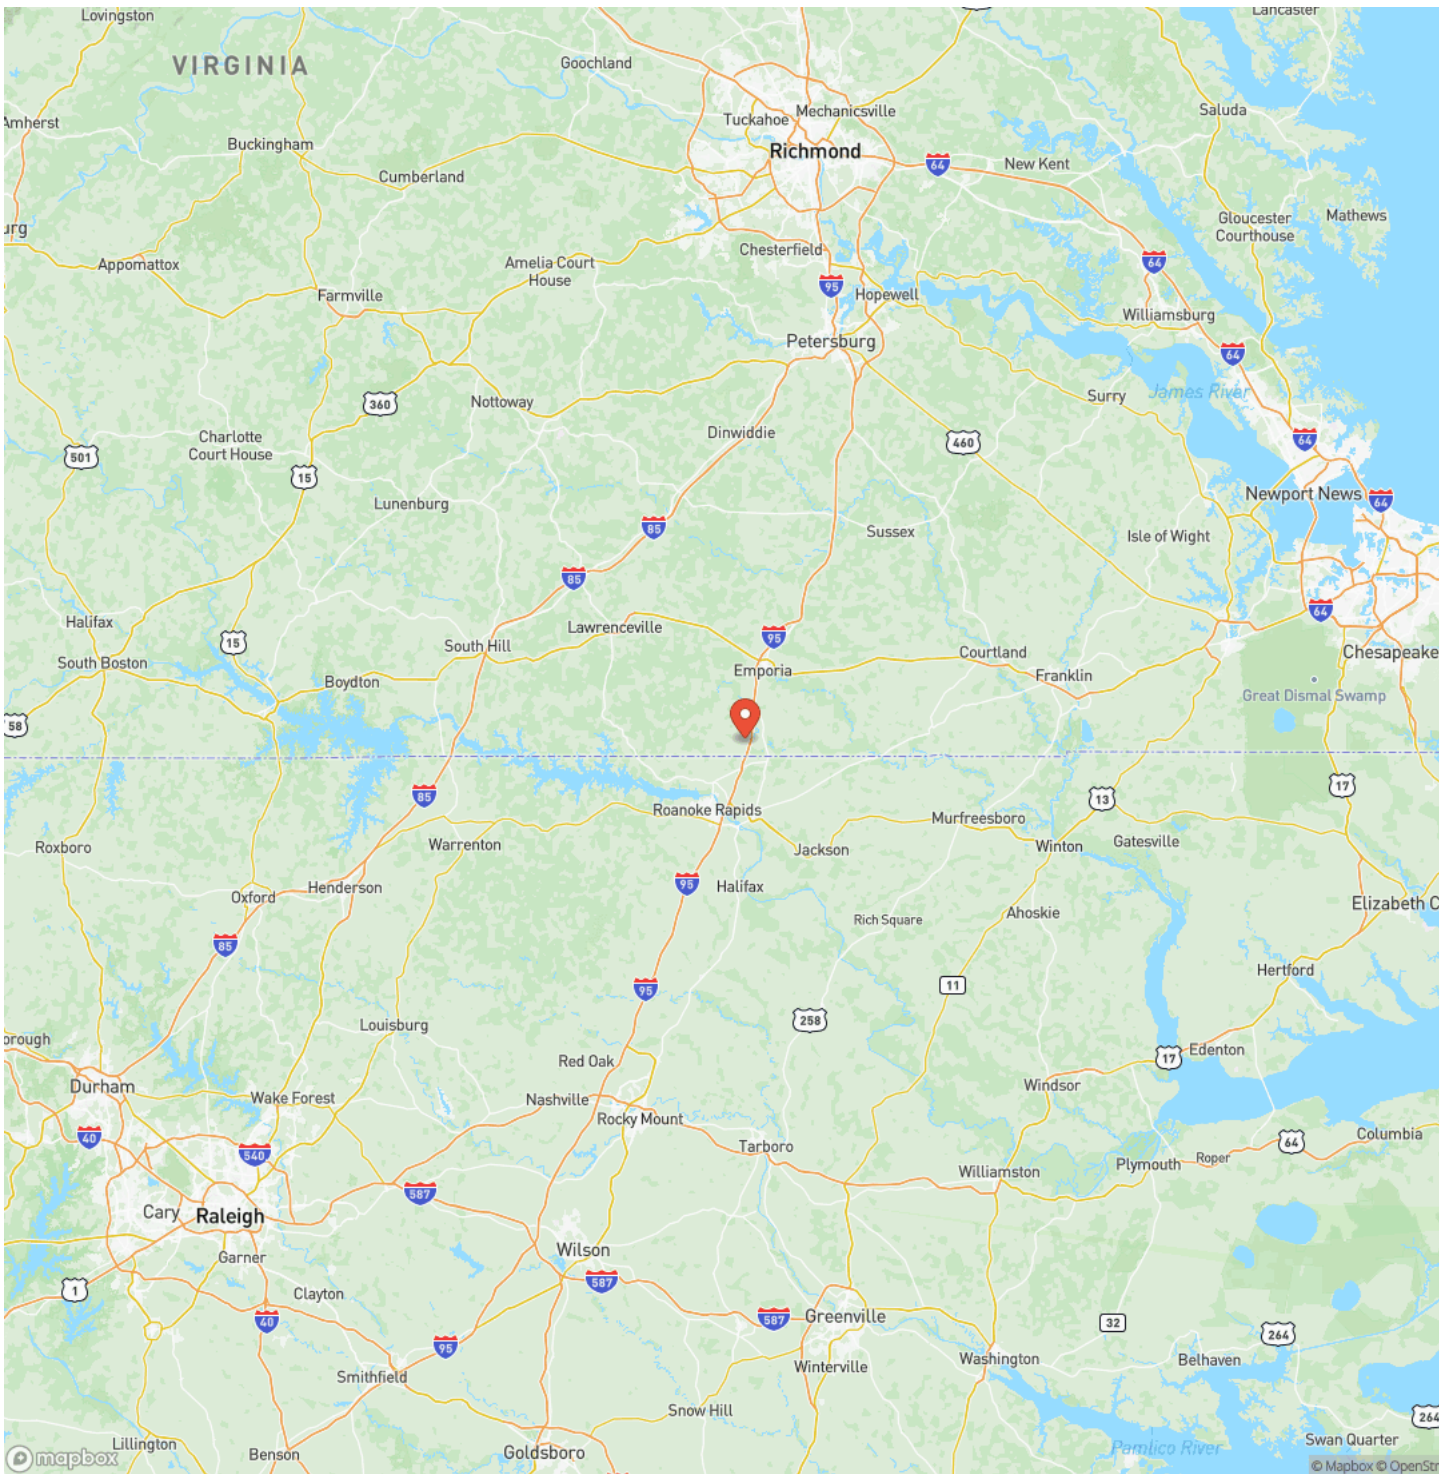 Lovingston
Lancaster
VIRGINIA
Goochland
Mechanicsville
Saluda
Amherst
Tuckahoe
Buckingham
Richmond
64
New Kent
Cumberland
Gloucester
Courthouse
Mathews
urg
Chesterfield
Appomattox
Amelia Court
House
64
95
Farmville
Hopewell
Williamsburg
Petersburg
64
James River
Surry
360
Nottoway
Charlotte
Court House
Dinwiddie
460
64
501
15
Newport News
64
Lunenburg
85
Sussex
Isle of Wight
85
64
Halifax
Lawrenceville
95
15
South Hill
Courtland
Chesapeake
South Boston
Emporia
Franklin
Boydton
Great Dismal Swamp
58
85
17
13
Roanoke Rapids
Murfreesboro
Gatesville
Roxboro
Warrenton
Jackson
Winton
95
Halifax
Henderson
Oxford
Elizabeth C
Rich Square
Ahoskie
85
Hertford
95
11
258
Louisburg
orough
Edenton
17
Red Oak
Durham
Windsor
Wake Forest
Nashville
Rocky Mount
40
Columbia
64
Tarboro
540
Roper
Plymouth
Williamston
587
Cary
Raleigh
Wilson
Garner
587
1
Clayton
Greenville
587
40
32
264
95
Washington
Belhaven
Winterville
Smithfield
Snow Hill
264
Swan Quarter
Lillington
Pamlico River
Goldsboro
Benson
mapbox
© Mapbox © OpenStr